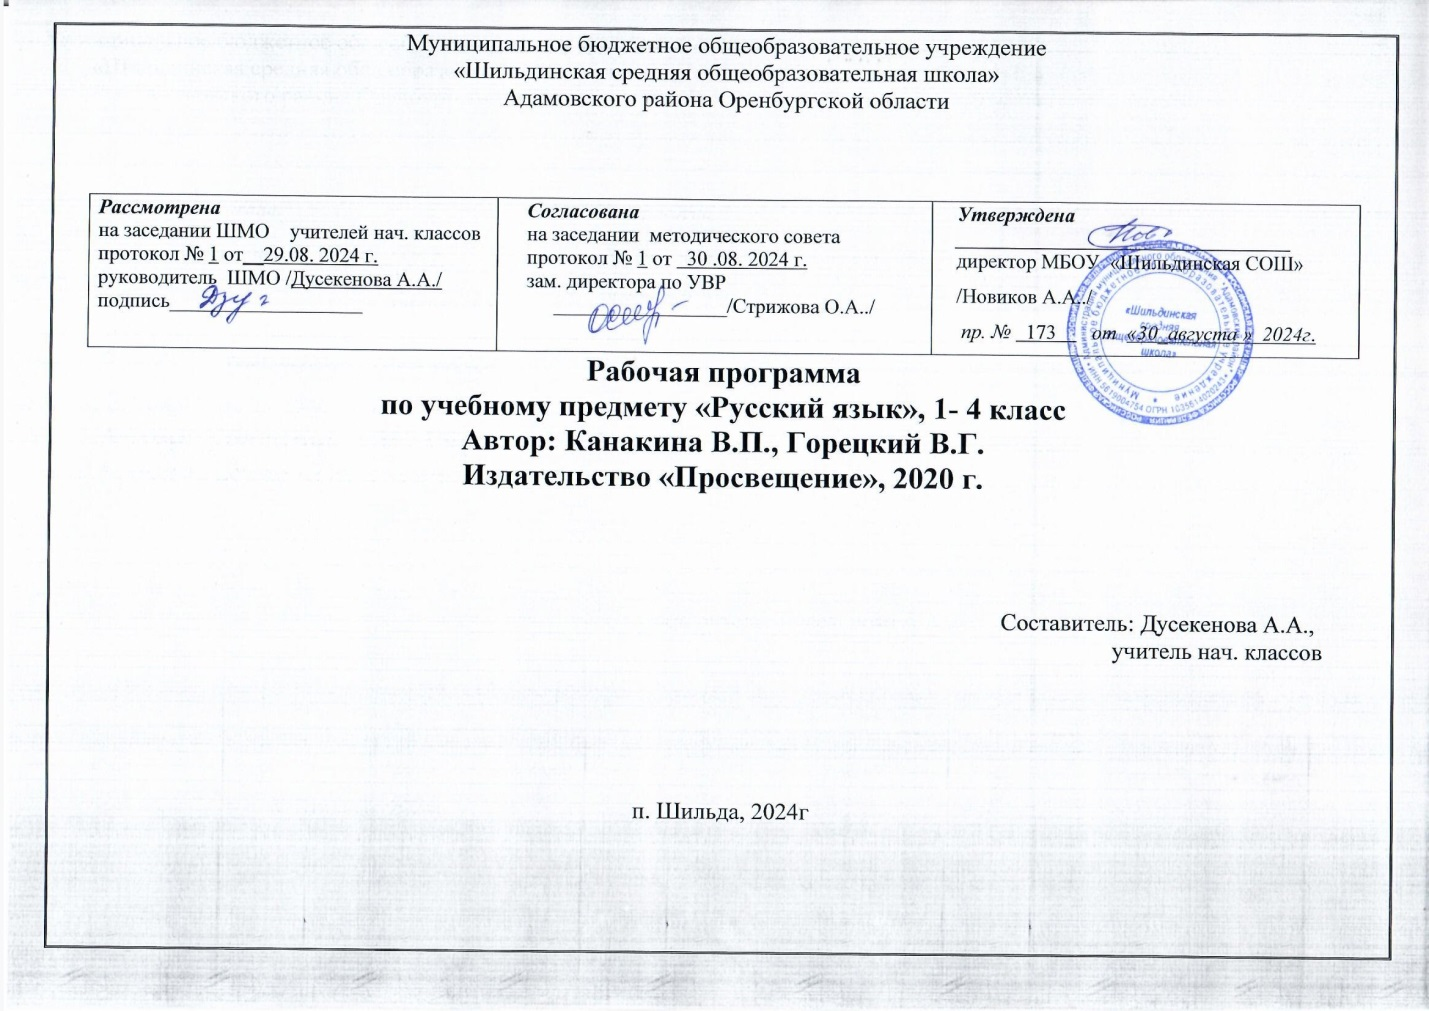 Муниципальное бюджетное общеобразовательное учреждение
«Шильдинская средняя общеобразовательная школа»
Адамовского района Оренбургской области
Рассмотрена
на заседании ШМО учителей нач. классов
протокол № 1 от 29.08. 2024 г.
руководитель ШМО /Дусекенова А.А./
подпись
Согласована
на заседании методического совета
протокол № 1 от 30 .08. 2024 г.
зам. директора по УВР
/Стрижова О.А../
Утверждена
директор МБОУ «Шильдинская СОШ»
/Новиков А.А../
пр. № 173 от «30 августа » 2024г.
«Шильдинская
средняя
общеобразовательная
школа»
Рабочая программа
по учебному предмету «Русский язык», 1- 4 класс
Автор: Канакина В.П., Горецкий В.Г.
Издательство «Просвещение», 2020 г.
Составитель: Дусекенова А.А.,
учитель нач. классов
п. Шильда, 2024г